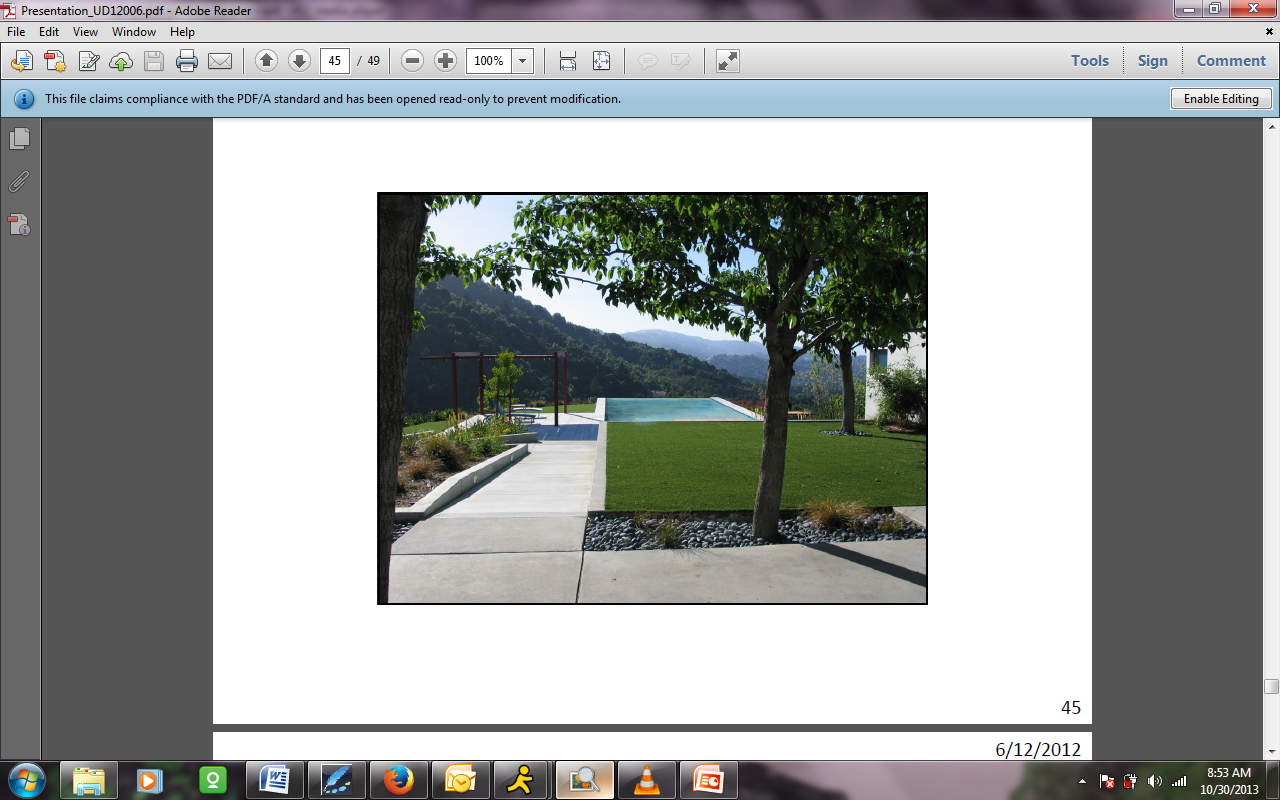 Presentation_UD12006.pdf - Adobe Reader
File Edit View Window Help
45 / 49 100% Tools Sign Comment
This file claims compliance with the PDF/A standard and has been opened read-only to prevent modification. Enable Editing
45
6/12/2012
8:53 AM
10/30/2013